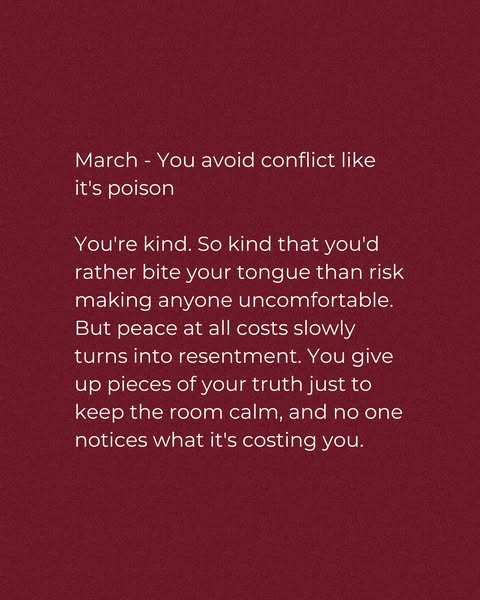 March - You avoid conflict like
it's poison
You're kind. So kind that you'd
rather bite your tongue than risk
making anyone uncomfortable.
But peace at all costs slowly
turns into resentment. You give
up pieces of your truth just to
keep the room calm, and no one
notices what it's costing you.